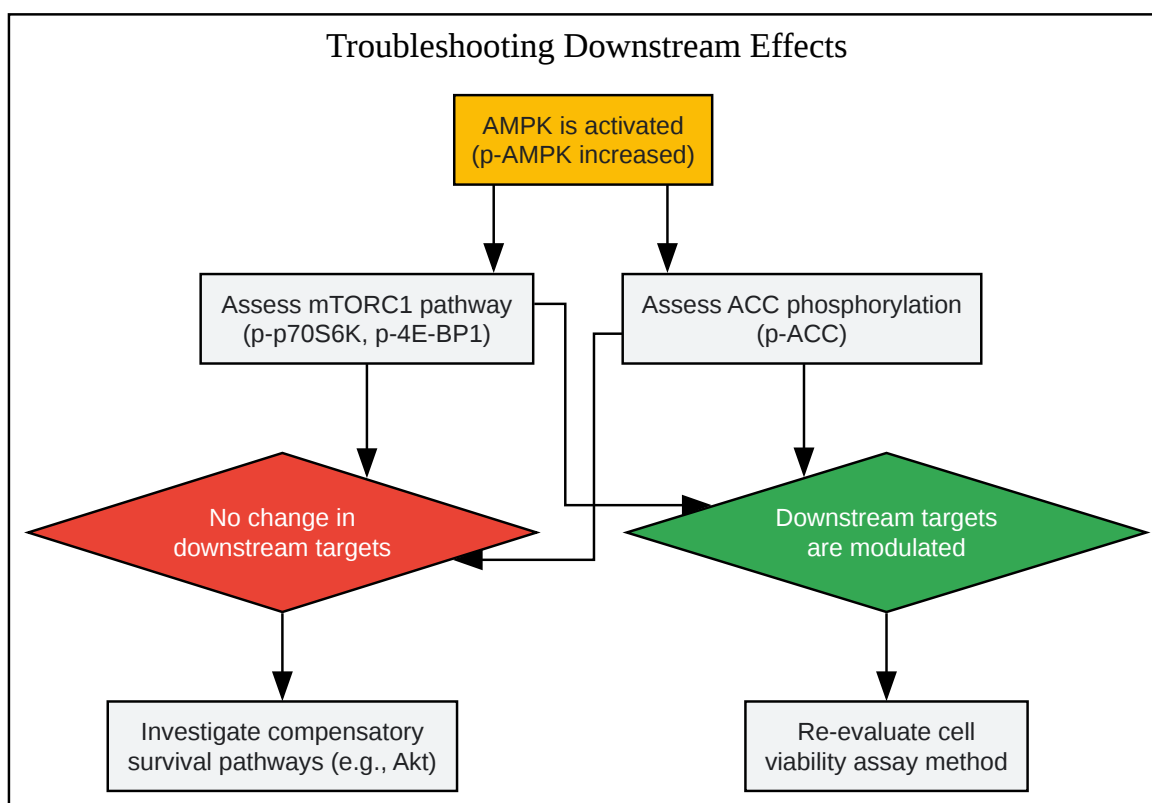 Troubleshooting Downstream Effects
AMPK is activated
(p-AMPK increased)
Assess mTORC1 pathway
(p-p70S6K, p-4E-BP1)
Assess ACC phosphorylation
(p-ACC)
No change in
downstream targets
Downstream targets
are modulated
Investigate compensatory
survival pathways (e.g., Akt)
Re-evaluate cell
viability assay method